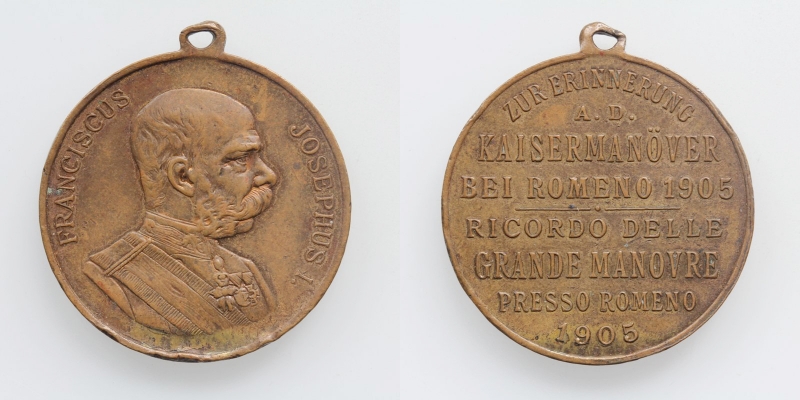 FRANCISCUS
JOSEPHUS I.
ZUR ERINNERUNG
A. D.
KAISERMANÖVER
BEI ROMENO 1905
RICORDO DELLE
GRANDE MANOVRE
PRESSO ROMENO
1905